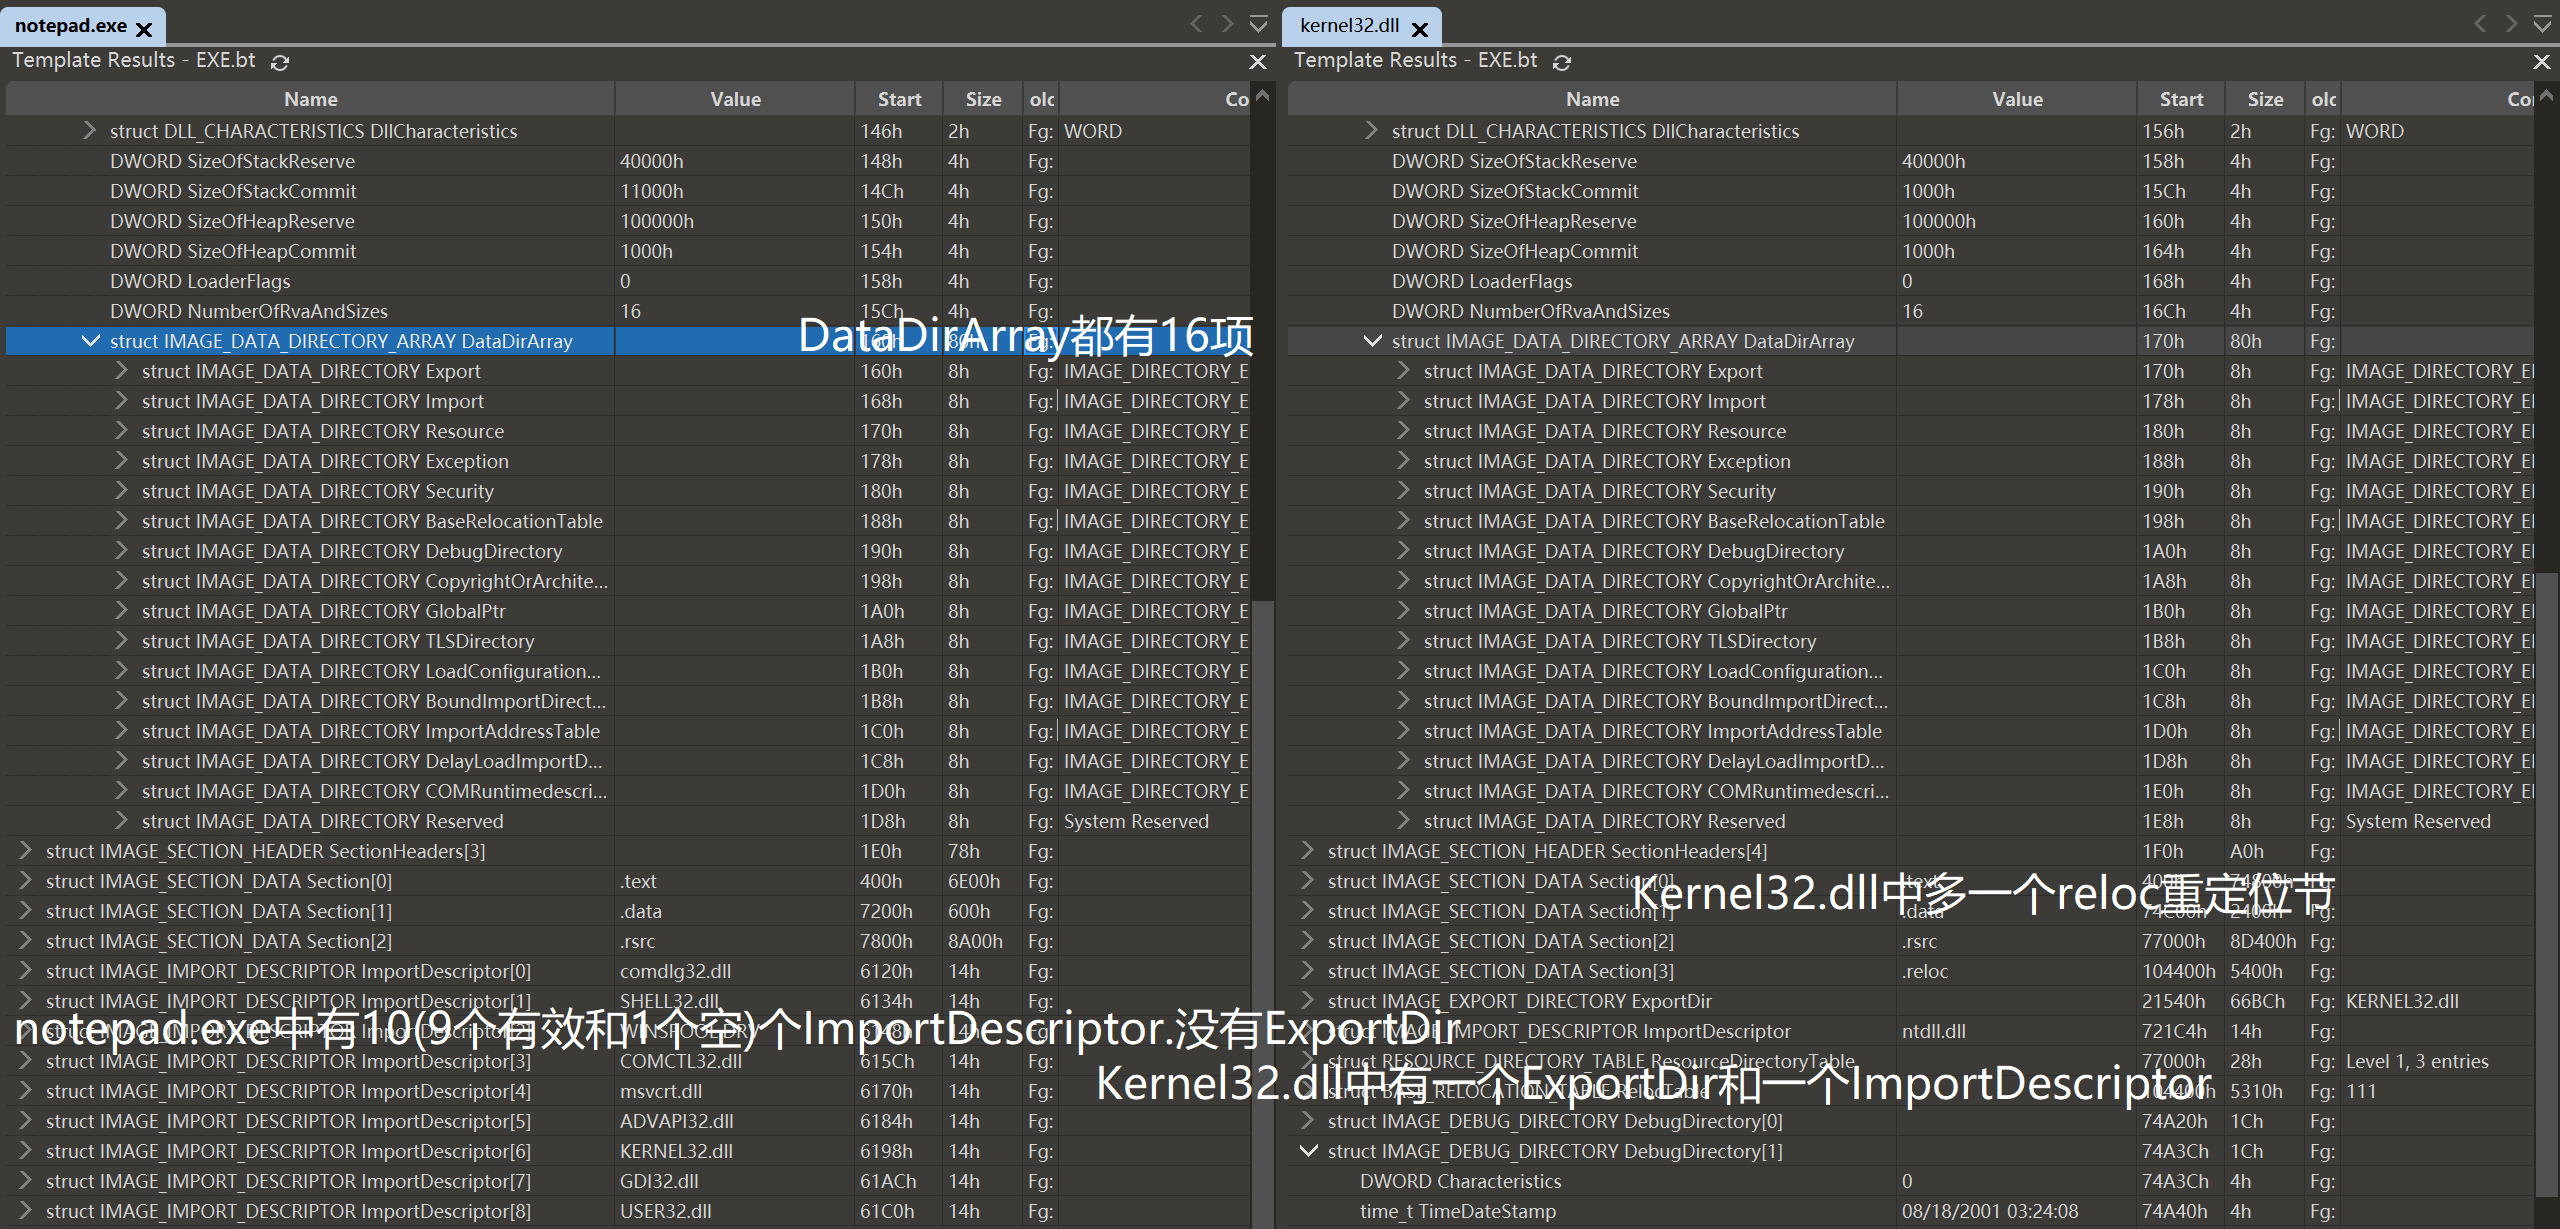 notepad.exe
Template Results - EXE.bt
Name Value Start Size olc Co
struct DLL_CHARACTERISTICS DllCharacteristics 146h 2h Fg: WORD
DWORD SizeOfStackReserve 40000h 148h 4h Fg:
DWORD SizeOfStackCommit 11000h 14Ch 4h Fg:
DWORD SizeOfHeapReserve 100000h 150h 4h Fg:
DWORD SizeOfHeapCommit 1000h 154h 4h Fg:
DWORD LoaderFlags 0 158h 4h Fg:
DWORD NumberOfRvaAndSizes 16 15Ch 4h Fg:
struct IMAGE_DATA_DIRECTORY_ARRAY DataDirArray 160h 80h
DataDirArray都有16项
struct IMAGE_DATA_DIRECTORY Export 160h 8h Fg: IMAGE_DIRECTORY_E
struct IMAGE_DATA_DIRECTORY Import 168h 8h Fg: IMAGE_DIRECTORY_E
struct IMAGE_DATA_DIRECTORY Resource 170h 8h Fg: IMAGE_DIRECTORY_E
struct IMAGE_DATA_DIRECTORY Exception 178h 8h Fg: IMAGE_DIRECTORY_E
struct IMAGE_DATA_DIRECTORY Security 180h 8h Fg: IMAGE_DIRECTORY_E
struct IMAGE_DATA_DIRECTORY BaseRelocationTable 188h 8h Fg: IMAGE_DIRECTORY_E
struct IMAGE_DATA_DIRECTORY DebugDirectory 190h 8h Fg: IMAGE_DIRECTORY_E
struct IMAGE_DATA_DIRECTORY CopyrightOrArchite... 198h 8h Fg: IMAGE_DIRECTORY_E
struct IMAGE_DATA_DIRECTORY GlobalPtr 1A0h 8h Fg: IMAGE_DIRECTORY_E
struct IMAGE_DATA_DIRECTORY TLSDirectory 1A8h 8h Fg: IMAGE_DIRECTORY_E
struct IMAGE_DATA_DIRECTORY LoadConfiguration... 1B0h 8h Fg: IMAGE_DIRECTORY_E
struct IMAGE_DATA_DIRECTORY BoundImportDirect... 1B8h 8h Fg: IMAGE_DIRECTORY_E
struct IMAGE_DATA_DIRECTORY ImportAddressTable 1C0h 8h Fg: IMAGE_DIRECTORY_E
struct IMAGE_DATA_DIRECTORY DelayLoadImportD... 1C8h 8h Fg: IMAGE_DIRECTORY_E
struct IMAGE_DATA_DIRECTORY COMRuntimedescri... 1D0h 8h Fg: IMAGE_DIRECTORY_E
struct IMAGE_DATA_DIRECTORY Reserved 1D8h 8h Fg: System Reserved
struct IMAGE_SECTION_HEADER SectionHeaders[3] 1E0h 78h Fg:
struct IMAGE_SECTION_DATA Section[0] .text 400h 6E00h Fg:
struct IMAGE_SECTION_DATA Section[1] .data 7200h 600h Fg:
struct IMAGE_SECTION_DATA Section[2] .rsrc 7800h 8A00h Fg:
struct IMAGE_IMPORT_DESCRIPTOR ImportDescriptor[0] comdlg32.dll 6120h 14h Fg:
struct IMAGE_IMPORT_DESCRIPTOR ImportDescriptor[1] SHELL32.dll 6134h 14h Fg:
struct IMAGE_IMPORT_DESCRIPTOR ImportDescriptor[2] WINSPOOL.DRV 6148h 14h
notepad.exe中有10(9个有效和1个空)个ImportDescriptor.没有ExportDir
struct IMAGE_IMPORT_DESCRIPTOR ImportDescriptor[3] COMCTL32.dll 615Ch 14h Fg:
struct IMAGE_IMPORT_DESCRIPTOR ImportDescriptor[4] msvcrt.dll 6170h 14h Fg:
struct IMAGE_IMPORT_DESCRIPTOR ImportDescriptor[5] ADVAPI32.dll 6184h 14h Fg:
struct IMAGE_IMPORT_DESCRIPTOR ImportDescriptor[6] KERNEL32.dll 6198h 14h Fg:
struct IMAGE_IMPORT_DESCRIPTOR ImportDescriptor[7] GDI32.dll 61ACh 14h Fg:
struct IMAGE_IMPORT_DESCRIPTOR ImportDescriptor[8] USER32.dll 61C0h 14h Fg:
kernel32.dll
Template Results - EXE.bt
Name Value Start Size olc Co
struct DLL_CHARACTERISTICS DllCharacteristics 156h 2h Fg: WORD
DWORD SizeOfStackReserve 40000h 158h 4h Fg:
DWORD SizeOfStackCommit 1000h 15Ch 4h Fg:
DWORD SizeOfHeapReserve 100000h 160h 4h Fg:
DWORD SizeOfHeapCommit 1000h 164h 4h Fg:
DWORD LoaderFlags 0 168h 4h Fg:
DWORD NumberOfRvaAndSizes 16 16Ch 4h Fg:
struct IMAGE_DATA_DIRECTORY_ARRAY DataDirArray 170h 80h Fg:
struct IMAGE_DATA_DIRECTORY Export 170h 8h Fg: IMAGE_DIRECTORY_E
struct IMAGE_DATA_DIRECTORY Import 178h 8h Fg: IMAGE_DIRECTORY_E
struct IMAGE_DATA_DIRECTORY Resource 180h 8h Fg: IMAGE_DIRECTORY_E
struct IMAGE_DATA_DIRECTORY Exception 188h 8h Fg: IMAGE_DIRECTORY_E
struct IMAGE_DATA_DIRECTORY Security 190h 8h Fg: IMAGE_DIRECTORY_E
struct IMAGE_DATA_DIRECTORY BaseRelocationTable 198h 8h Fg: IMAGE_DIRECTORY_E
struct IMAGE_DATA_DIRECTORY DebugDirectory 1A0h 8h Fg: IMAGE_DIRECTORY_E
struct IMAGE_DATA_DIRECTORY CopyrightOrArchite... 1A8h 8h Fg: IMAGE_DIRECTORY_E
struct IMAGE_DATA_DIRECTORY GlobalPtr 1B0h 8h Fg: IMAGE_DIRECTORY_E
struct IMAGE_DATA_DIRECTORY TLSDirectory 1B8h 8h Fg: IMAGE_DIRECTORY_E
struct IMAGE_DATA_DIRECTORY LoadConfiguration... 1C0h 8h Fg: IMAGE_DIRECTORY_E
struct IMAGE_DATA_DIRECTORY BoundImportDirect... 1C8h 8h Fg: IMAGE_DIRECTORY_E
struct IMAGE_DATA_DIRECTORY ImportAddressTable 1D0h 8h Fg: IMAGE_DIRECTORY_E
struct IMAGE_DATA_DIRECTORY DelayLoadImportD... 1D8h 8h Fg: IMAGE_DIRECTORY_E
struct IMAGE_DATA_DIRECTORY COMRuntimedescri... 1E0h 8h Fg: IMAGE_DIRECTORY_E
struct IMAGE_DATA_DIRECTORY Reserved 1E8h 8h Fg: System Reserved
struct IMAGE_SECTION_HEADER SectionHeaders[4] 1F0h A0h Fg:
struct IMAGE_SECTION_DATA Section[0] .text 400h 74800h Fg:
Kernel32.dll中多一个reloc重定位节
struct IMAGE_SECTION_DATA Section[1] .data 74C00h 2400h Fg:
struct IMAGE_SECTION_DATA Section[2] .rsrc 77000h 8D400h Fg:
struct IMAGE_SECTION_DATA Section[3] .reloc 104400h 5400h Fg:
struct IMAGE_EXPORT_DIRECTORY ExportDir 21540h 66BCh Fg: KERNEL32.dll
struct IMAGE_IMPORT_DESCRIPTOR ImportDescriptor ntdll.dll 721C4h 14h Fg:
struct RESOURCE_DIRECTORY_TABLE ResourceDirectoryTable 77000h 28h Fg: Level 1, 3 entries
Kernel32.dll中有一个ExportDir和一个ImportDescriptor
struct BASE_RELOCATION_TABLE RelocTable 104400h 5310h Fg: 111
struct IMAGE_DEBUG_DIRECTORY DebugDirectory[0] 74A20h 1Ch Fg:
struct IMAGE_DEBUG_DIRECTORY DebugDirectory[1] 74A3Ch 1Ch Fg:
DWORD Characteristics 0 74A3Ch 4h Fg:
time_t TimeDateStamp 08/18/2001 03:24:08 74A40h 4h Fg: